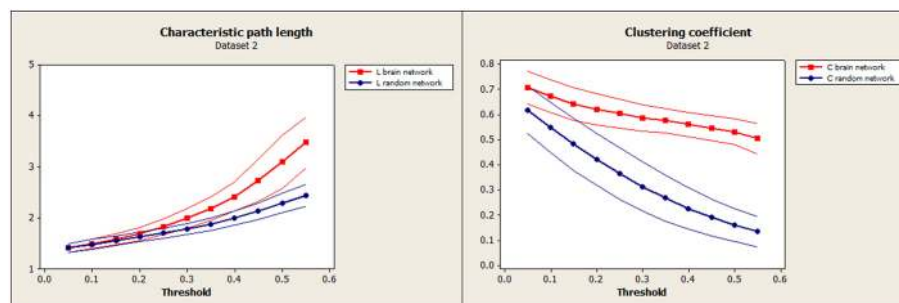 Characteristic path length
Dataset 2
L brain network
L random network
5
4
3
2
1
0.0 0.1 0.2 0.3 0.4 0.5 0.6
Threshold
Clustering coefficient
Dataset 2
C brain network
C random network
0.8
0.7
0.6
0.5
0.4
0.3
0.2
0.1
0.0
0.0 0.1 0.2 0.3 0.4 0.5 0.6
Threshold